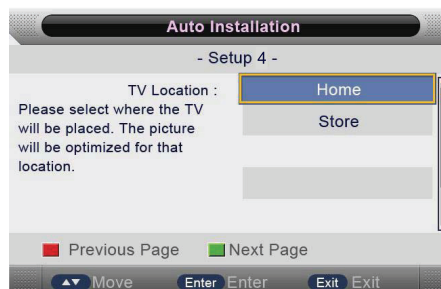 Auto Installation
- Setup 4 -
TV Location :
Home
Please select where the TV
will be placed. The picture
will be optimized for that
location.
Store
Previous Page
Next Page
▲▼ Move
Enter Enter
Exit Exit